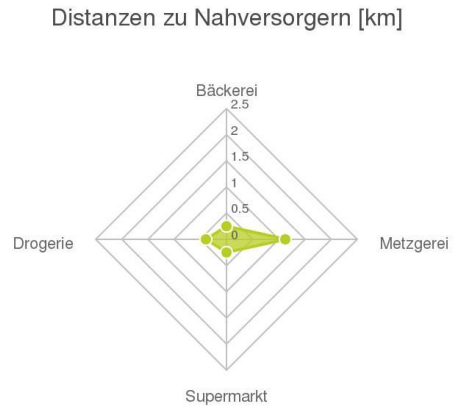 Distanzen zu Nahversorgern [km]
Bäckerei
2.5
2
1.5
1
0.5
0
Drogerie
Metzgerei
Supermarkt